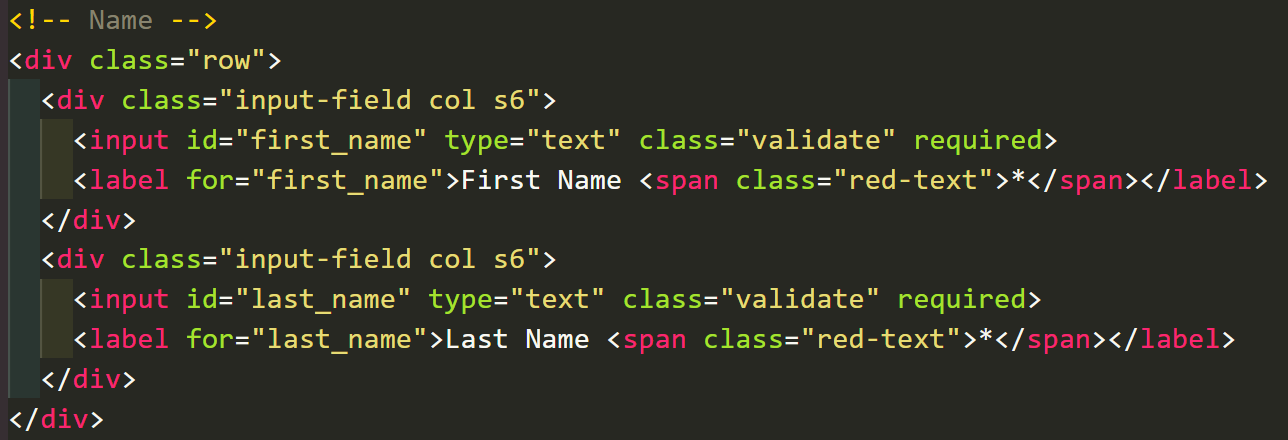 <!-- Name -->
<div class="row">
  <div class="input-field col s6">
    <input id="first_name" type="text" class="validate" required>
    <label for="first_name">First Name <span class="red-text">*</span></label>
  </div>
  <div class="input-field col s6">
    <input id="last_name" type="text" class="validate" required>
    <label for="last_name">Last Name <span class="red-text">*</span></label>
  </div>
</div>